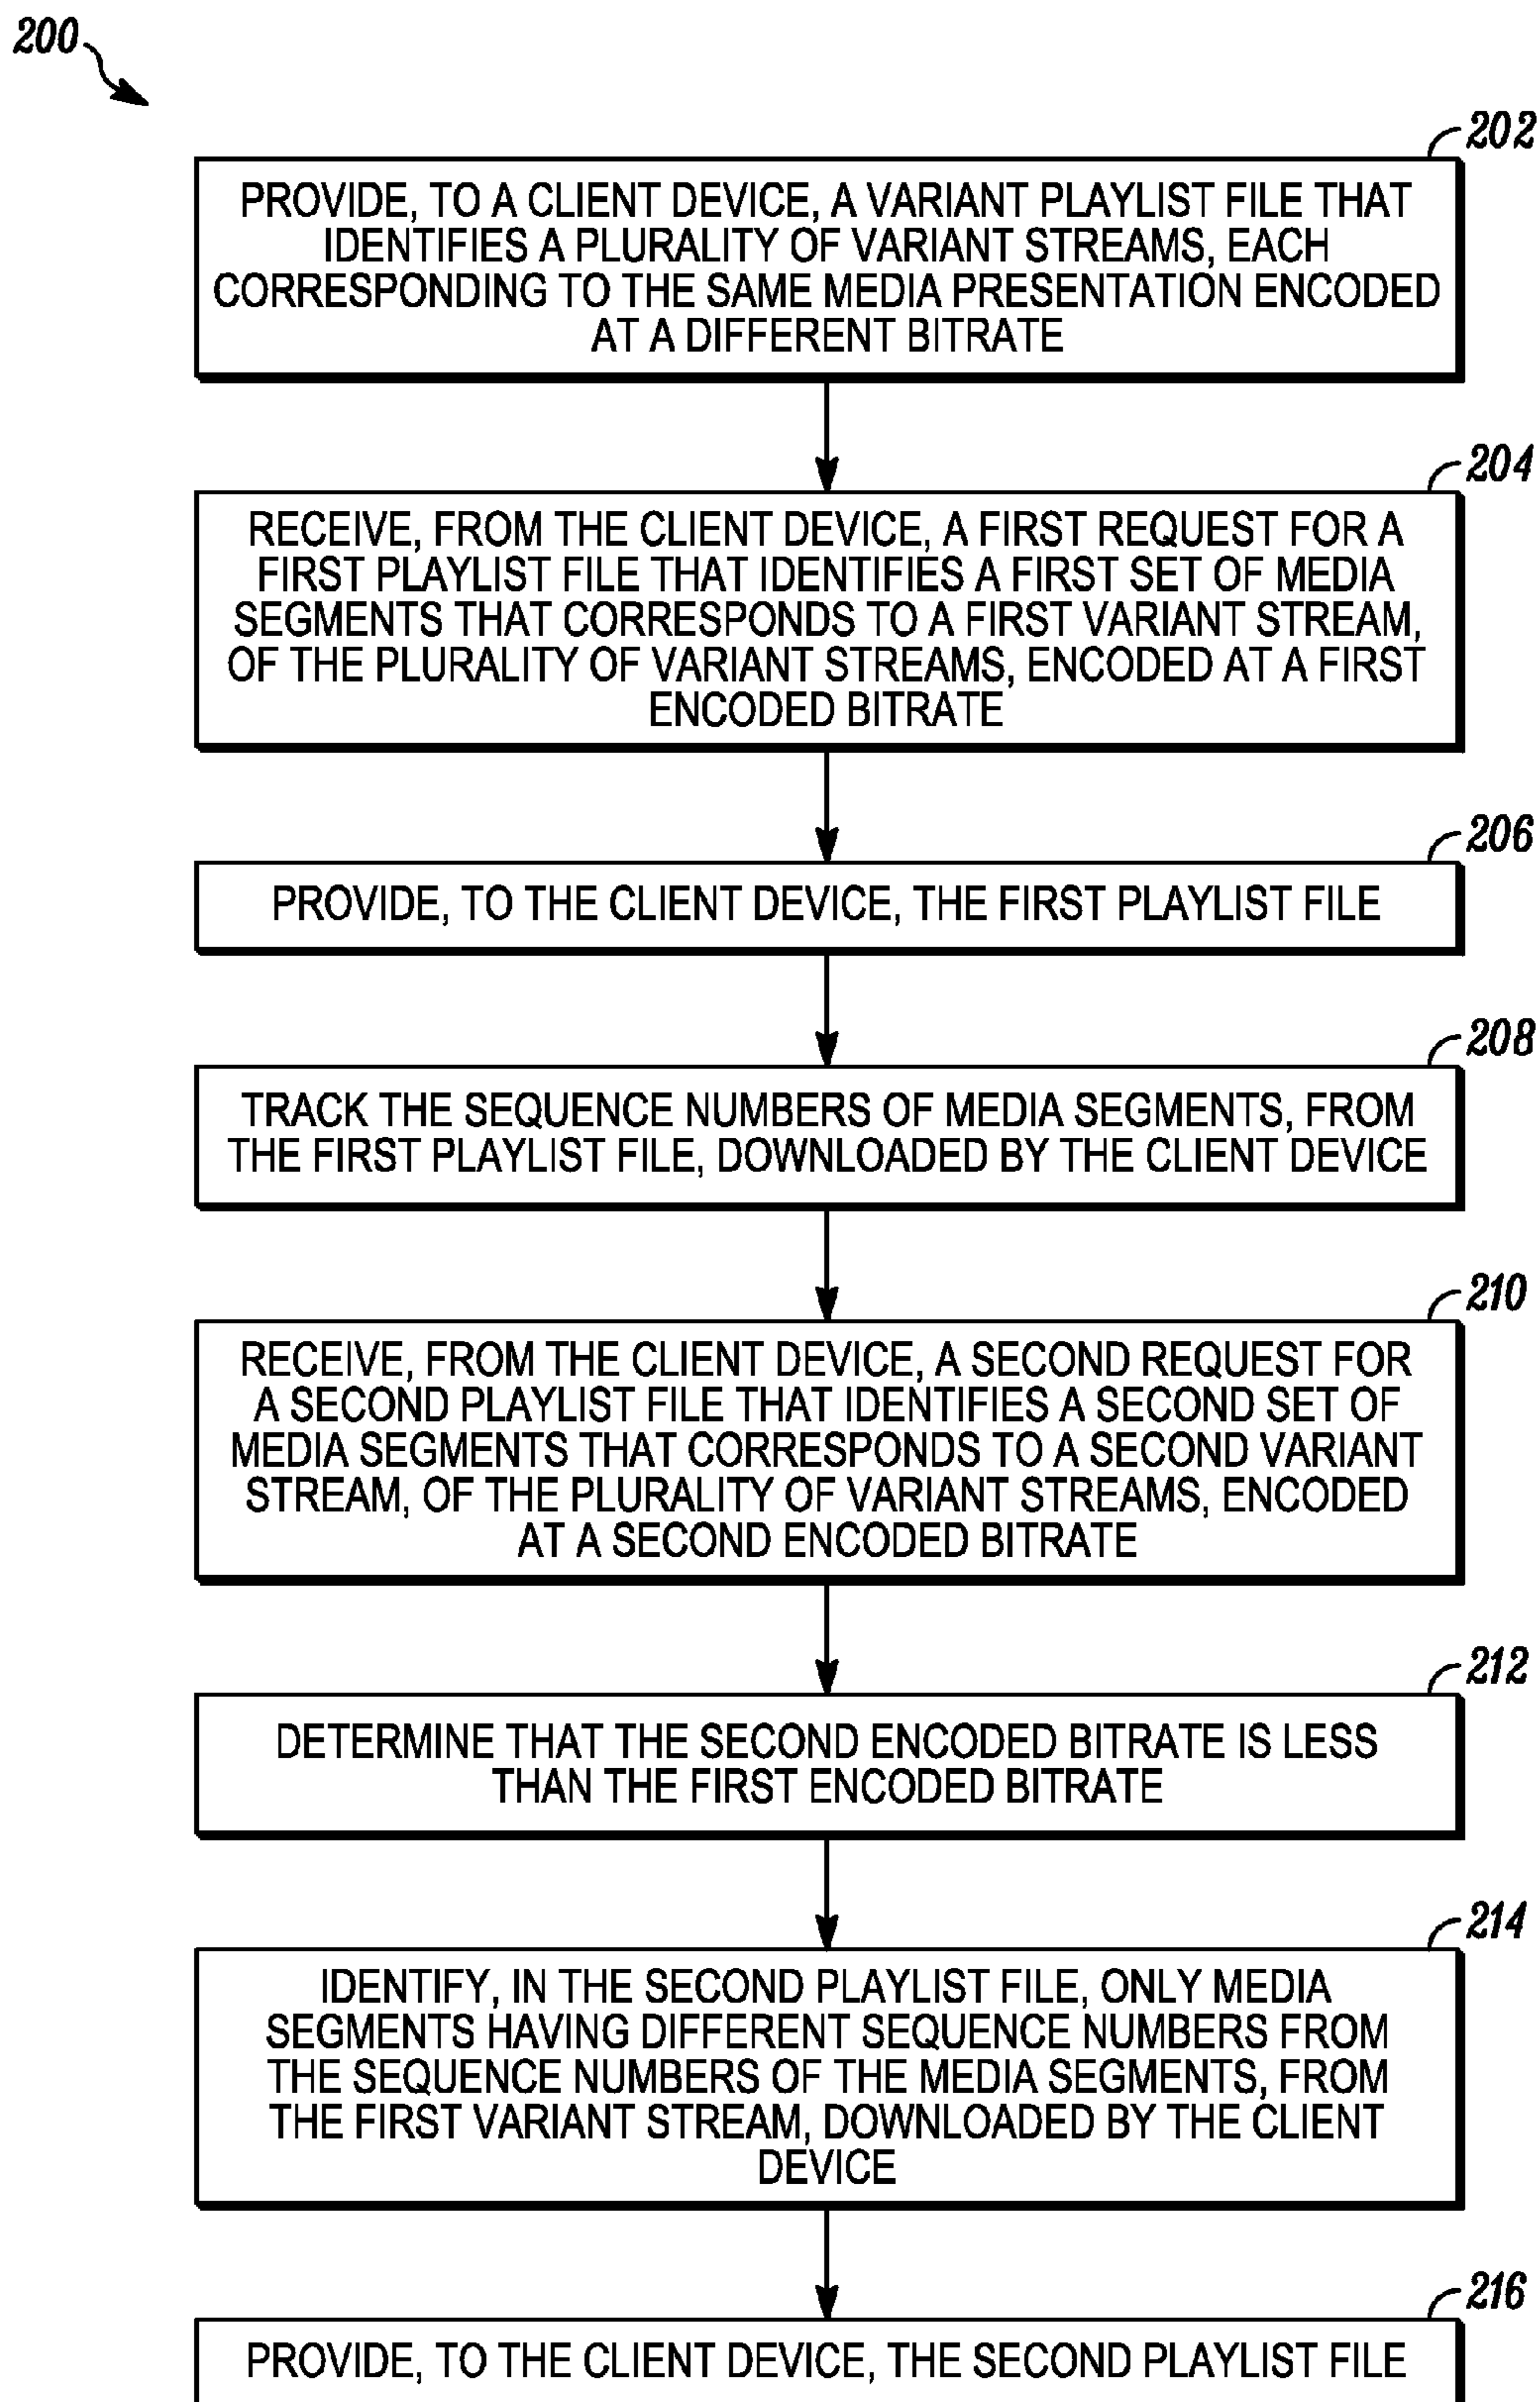 200
202
PROVIDE, TO A CLIENT DEVICE, A VARIANT PLAYLIST FILE THAT
IDENTIFIES A PLURALITY OF VARIANT STREAMS, EACH
CORRESPONDING TO THE SAME MEDIA PRESENTATION ENCODED
AT A DIFFERENT BITRATE
204
RECEIVE, FROM THE CLIENT DEVICE, A FIRST REQUEST FOR A
FIRST PLAYLIST FILE THAT IDENTIFIES A FIRST SET OF MEDIA
SEGMENTS THAT CORRESPONDS TO A FIRST VARIANT STREAM,
OF THE PLURALITY OF VARIANT STREAMS, ENCODED AT A FIRST
ENCODED BITRATE
206
PROVIDE, TO THE CLIENT DEVICE, THE FIRST PLAYLIST FILE
208
TRACK THE SEQUENCE NUMBERS OF MEDIA SEGMENTS, FROM
THE FIRST PLAYLIST FILE, DOWNLOADED BY THE CLIENT DEVICE
210
RECEIVE, FROM THE CLIENT DEVICE, A SECOND REQUEST FOR
A SECOND PLAYLIST FILE THAT IDENTIFIES A SECOND SET OF
MEDIA SEGMENTS THAT CORRESPONDS TO A SECOND VARIANT
STREAM, OF THE PLURALITY OF VARIANT STREAMS, ENCODED
AT A SECOND ENCODED BITRATE
212
DETERMINE THAT THE SECOND ENCODED BITRATE IS LESS
THAN THE FIRST ENCODED BITRATE
214
IDENTIFY, IN THE SECOND PLAYLIST FILE, ONLY MEDIA
SEGMENTS HAVING DIFFERENT SEQUENCE NUMBERS FROM
THE SEQUENCE NUMBERS OF THE MEDIA SEGMENTS, FROM
THE FIRST VARIANT STREAM, DOWNLOADED BY THE CLIENT
DEVICE
216
PROVIDE, TO THE CLIENT DEVICE, THE SECOND PLAYLIST FILE